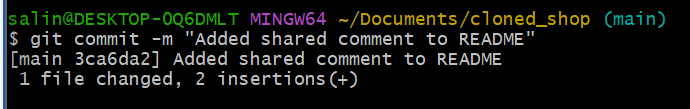 salin@DESKTOP-OQ6DMLT MINGW64 ~/Documents/cloned_shop (main)
$ git commit -m "Added shared comment to README"
[main 3ca6da2] Added shared comment to README
 1 file changed, 2 insertions(+)